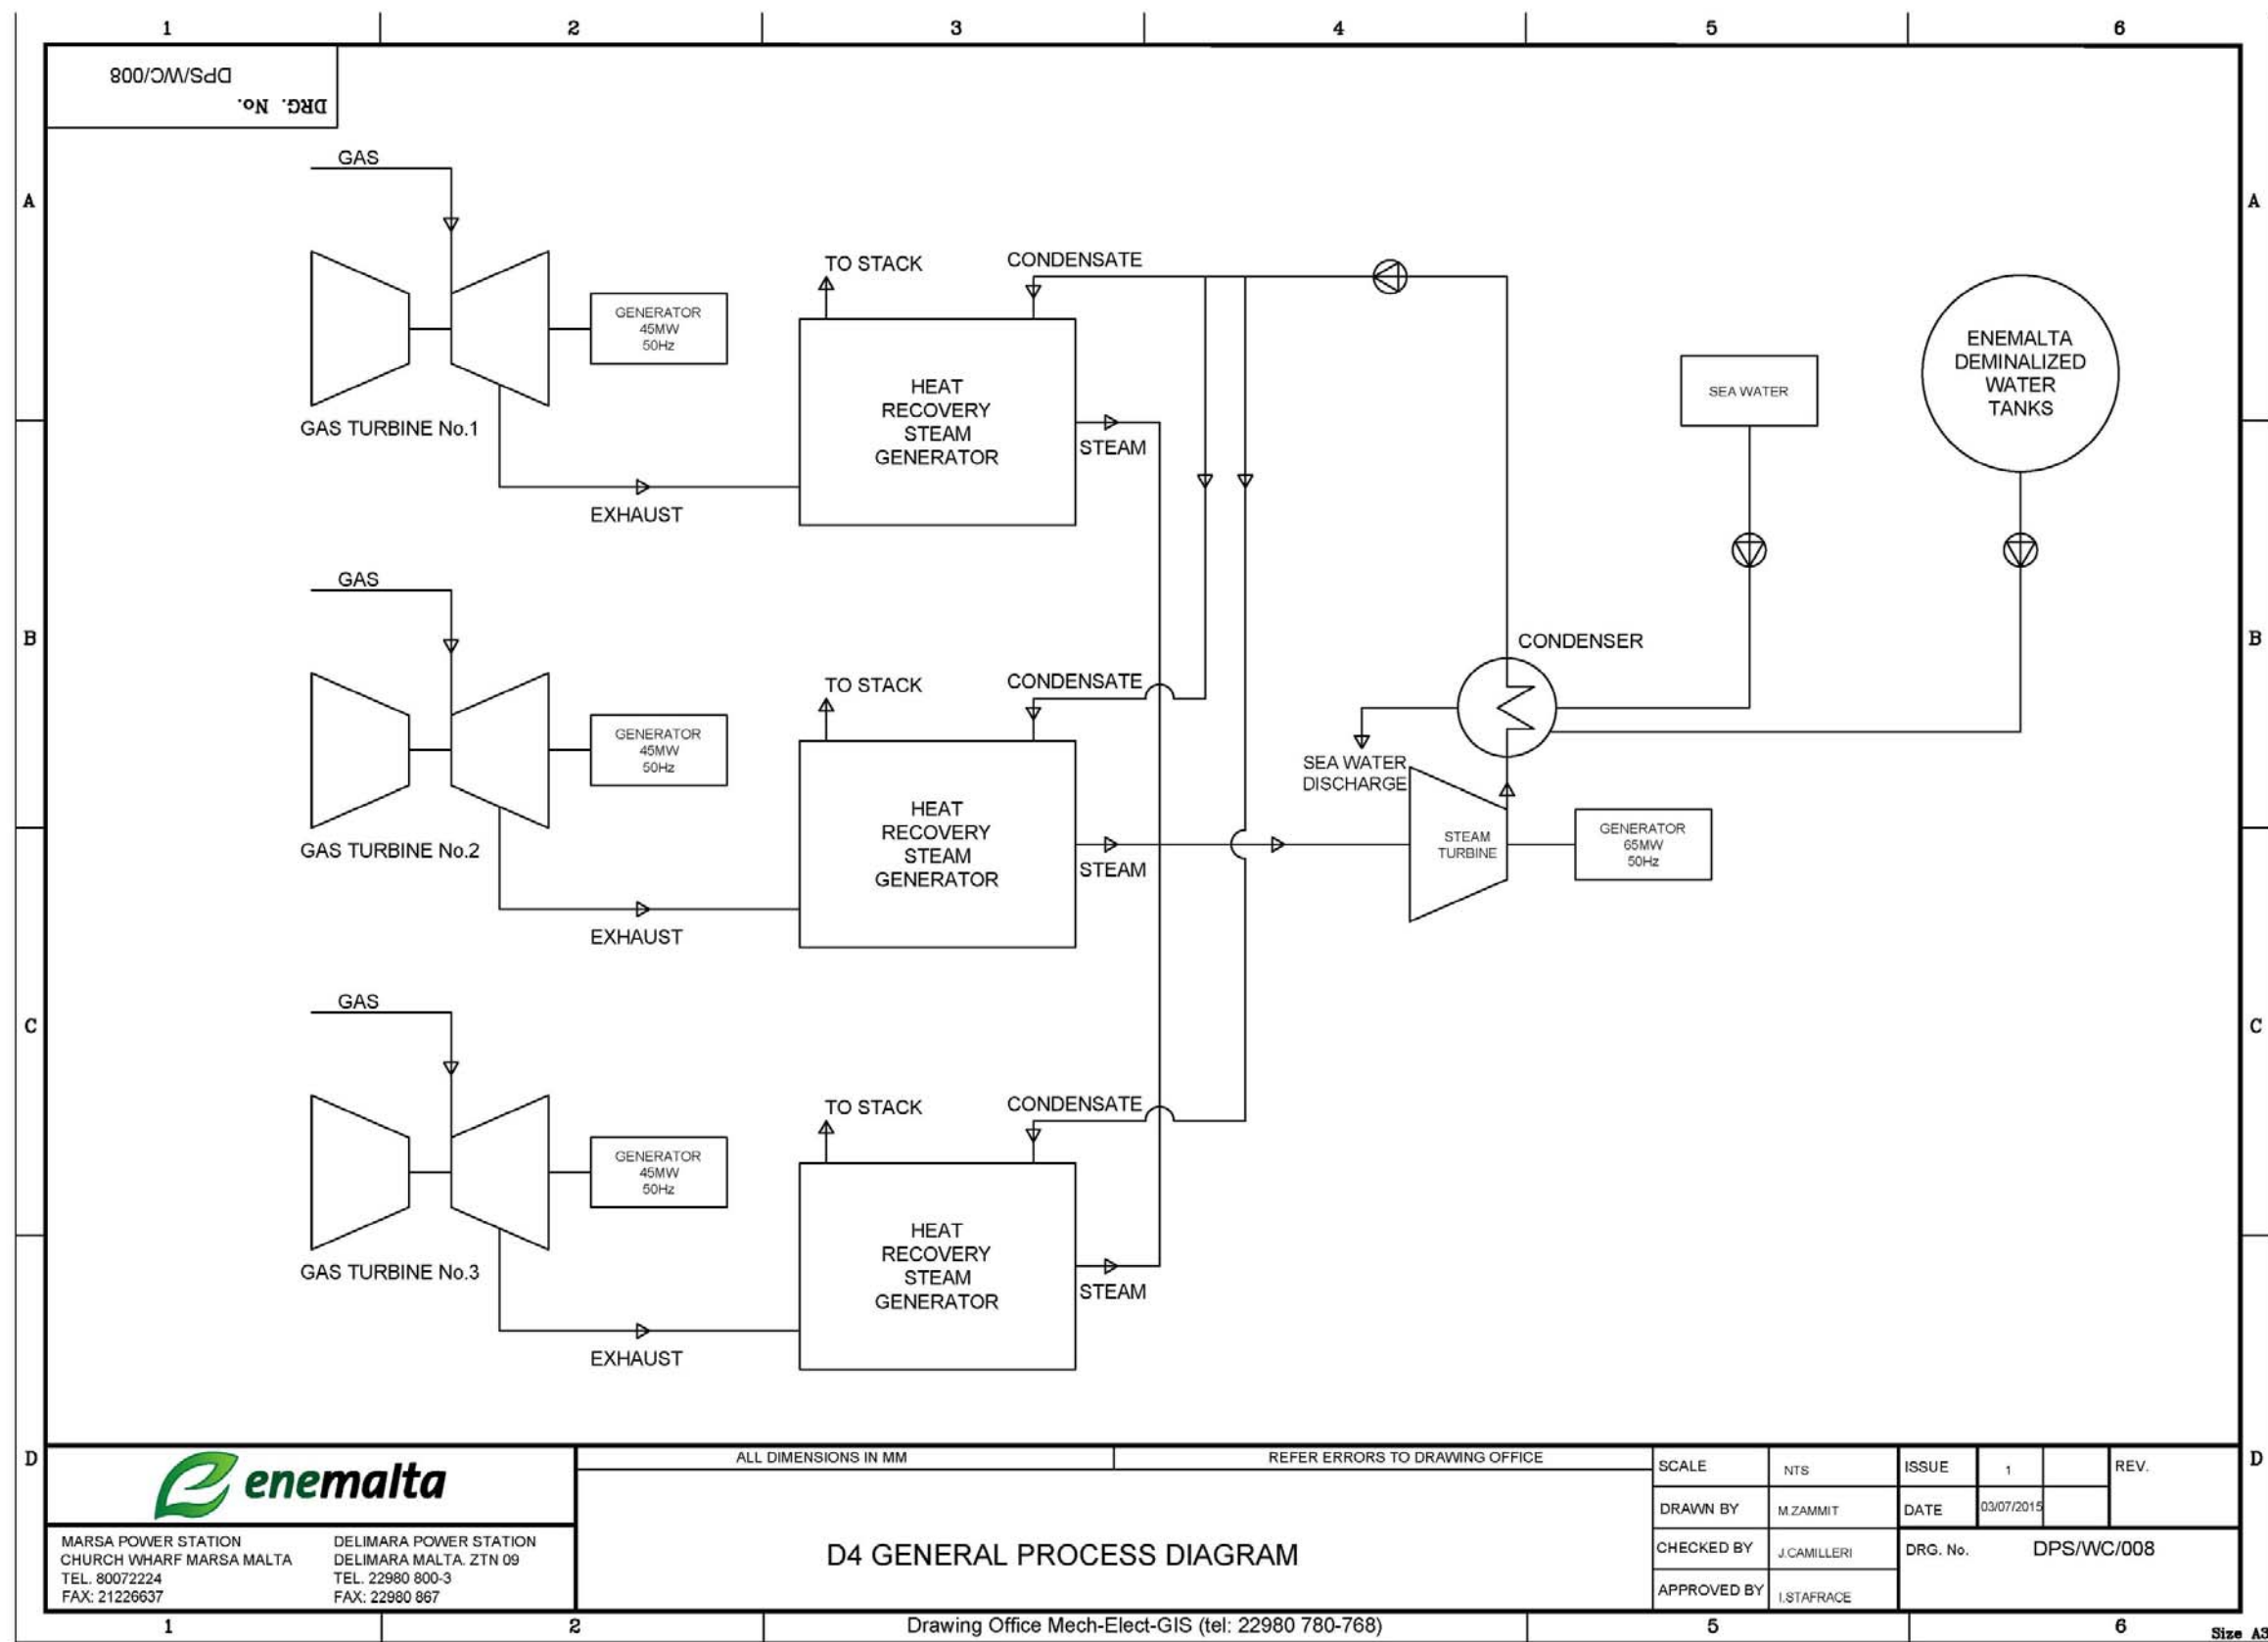 1 2 3 4 5 6
DPS/WC/008
DRG. No.
A
A
GAS
GENERATOR
45MW
50Hz
GAS TURBINE No.1
EXHAUST
TO STACK
CONDENSATE
HEAT
RECOVERY
STEAM
GENERATOR
STEAM
SEA WATER
ENEMALTA
DEMINALIZED
WATER
TANKS
B
B
GAS
GENERATOR
45MW
50Hz
GAS TURBINE No.2
EXHAUST
TO STACK
CONDENSATE
HEAT
RECOVERY
STEAM
GENERATOR
STEAM
CONDENSER
SEA WATER
DISCHARGE
STEAM
TURBINE
GENERATOR
65MW
50Hz
C
C
GAS
GENERATOR
45MW
50Hz
GAS TURBINE No.3
EXHAUST
TO STACK
CONDENSATE
HEAT
RECOVERY
STEAM
GENERATOR
STEAM
D
D
enemalta
MARSA POWER STATION
CHURCH WHARF MARSA MALTA
TEL. 80072224
FAX: 21226637
DELIMARA POWER STATION
DELIMARA MALTA. ZTN 09
TEL. 22980 800-3
FAX: 22980 867
ALL DIMENSIONS IN MM
REFER ERRORS TO DRAWING OFFICE
D4 GENERAL PROCESS DIAGRAM
SCALE NTS
DRAWN BY M.ZAMMIT
CHECKED BY J.CAMILLERI
APPROVED BY I.STAFRACE
ISSUE 1
REV.
DATE 03/07/2015
DRG. No. DPS/WC/008
1 2 Drawing Office Mech-Elect-GIS (tel: 22980 780-768) 5 6
Size A3